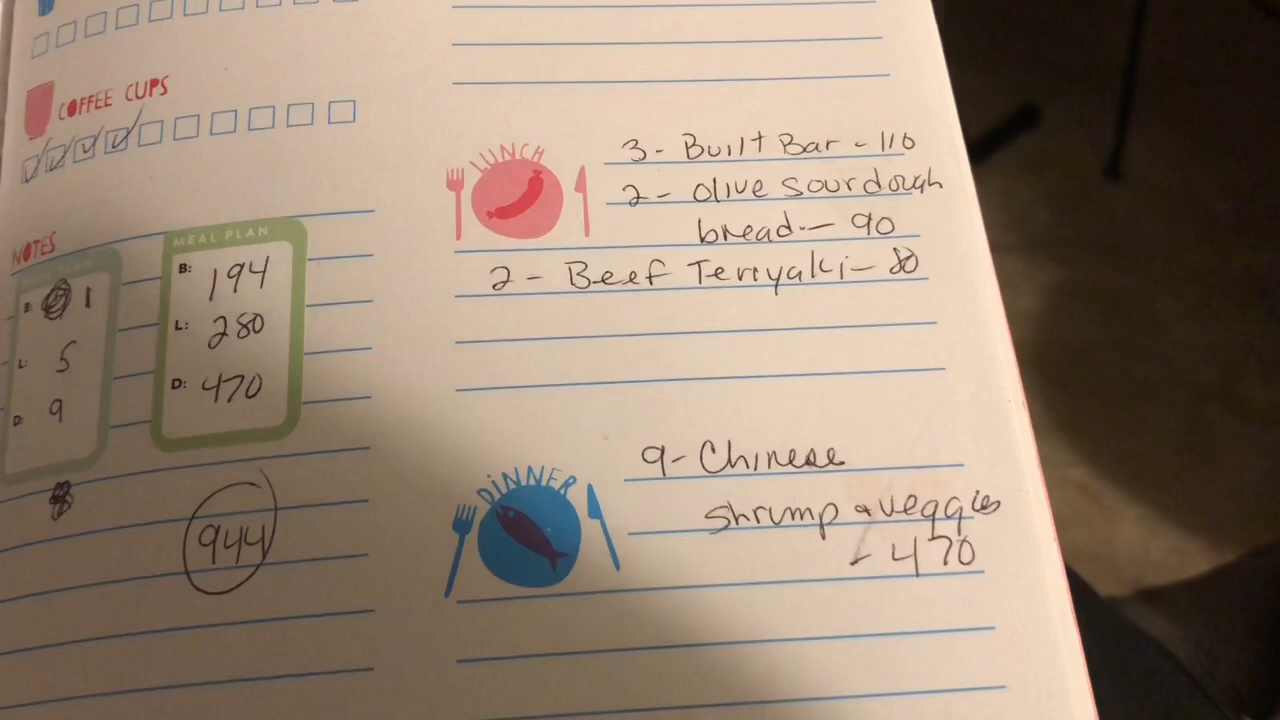 COFFEE CUPS
NOTES
B: 1
L: 5
D: 9
MEAL PLAN
B: 194
L: 280
D: 470
944
LUNCH
3- Built Bar - 110
2- olive sourdough
bread - 90
2- Beef Teriyaki - 80
DINNER
9- Chinese
shrimp & veggies
- 470